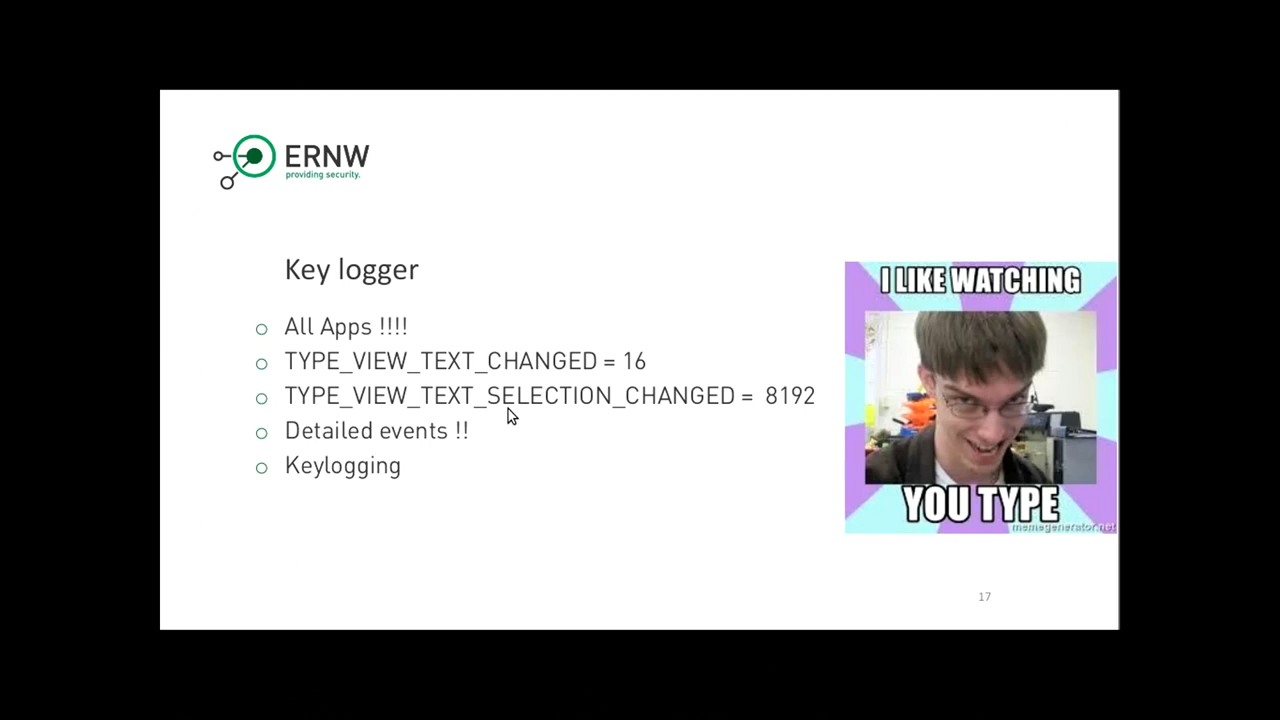 ERNW
providing security.
Key logger
All Apps !!!!
TYPE_VIEW_TEXT_CHANGED = 16
TYPE_VIEW_TEXT_SELECTION_CHANGED = 8192
Detailed events !!
Keylogging
I LIKE WATCHING
YOU TYPE
memegenerator.net
17